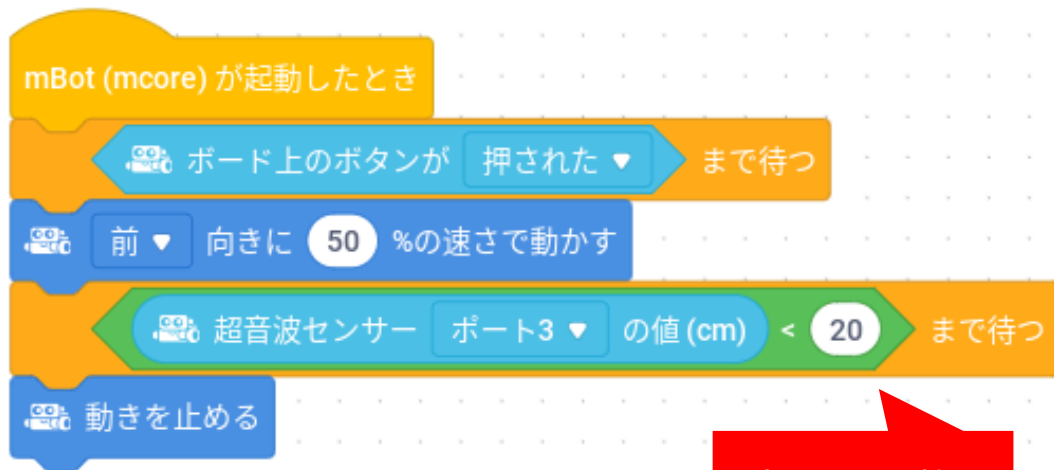 mBot (mcore) が起動したとき
ボード上のボタンが 押された ▼ まで待つ
前 ▼ 向きに 50 %の速さで動かす
超音波センサー ポート3 ▼ の値 (cm) < 20 まで待つ
動きを止める